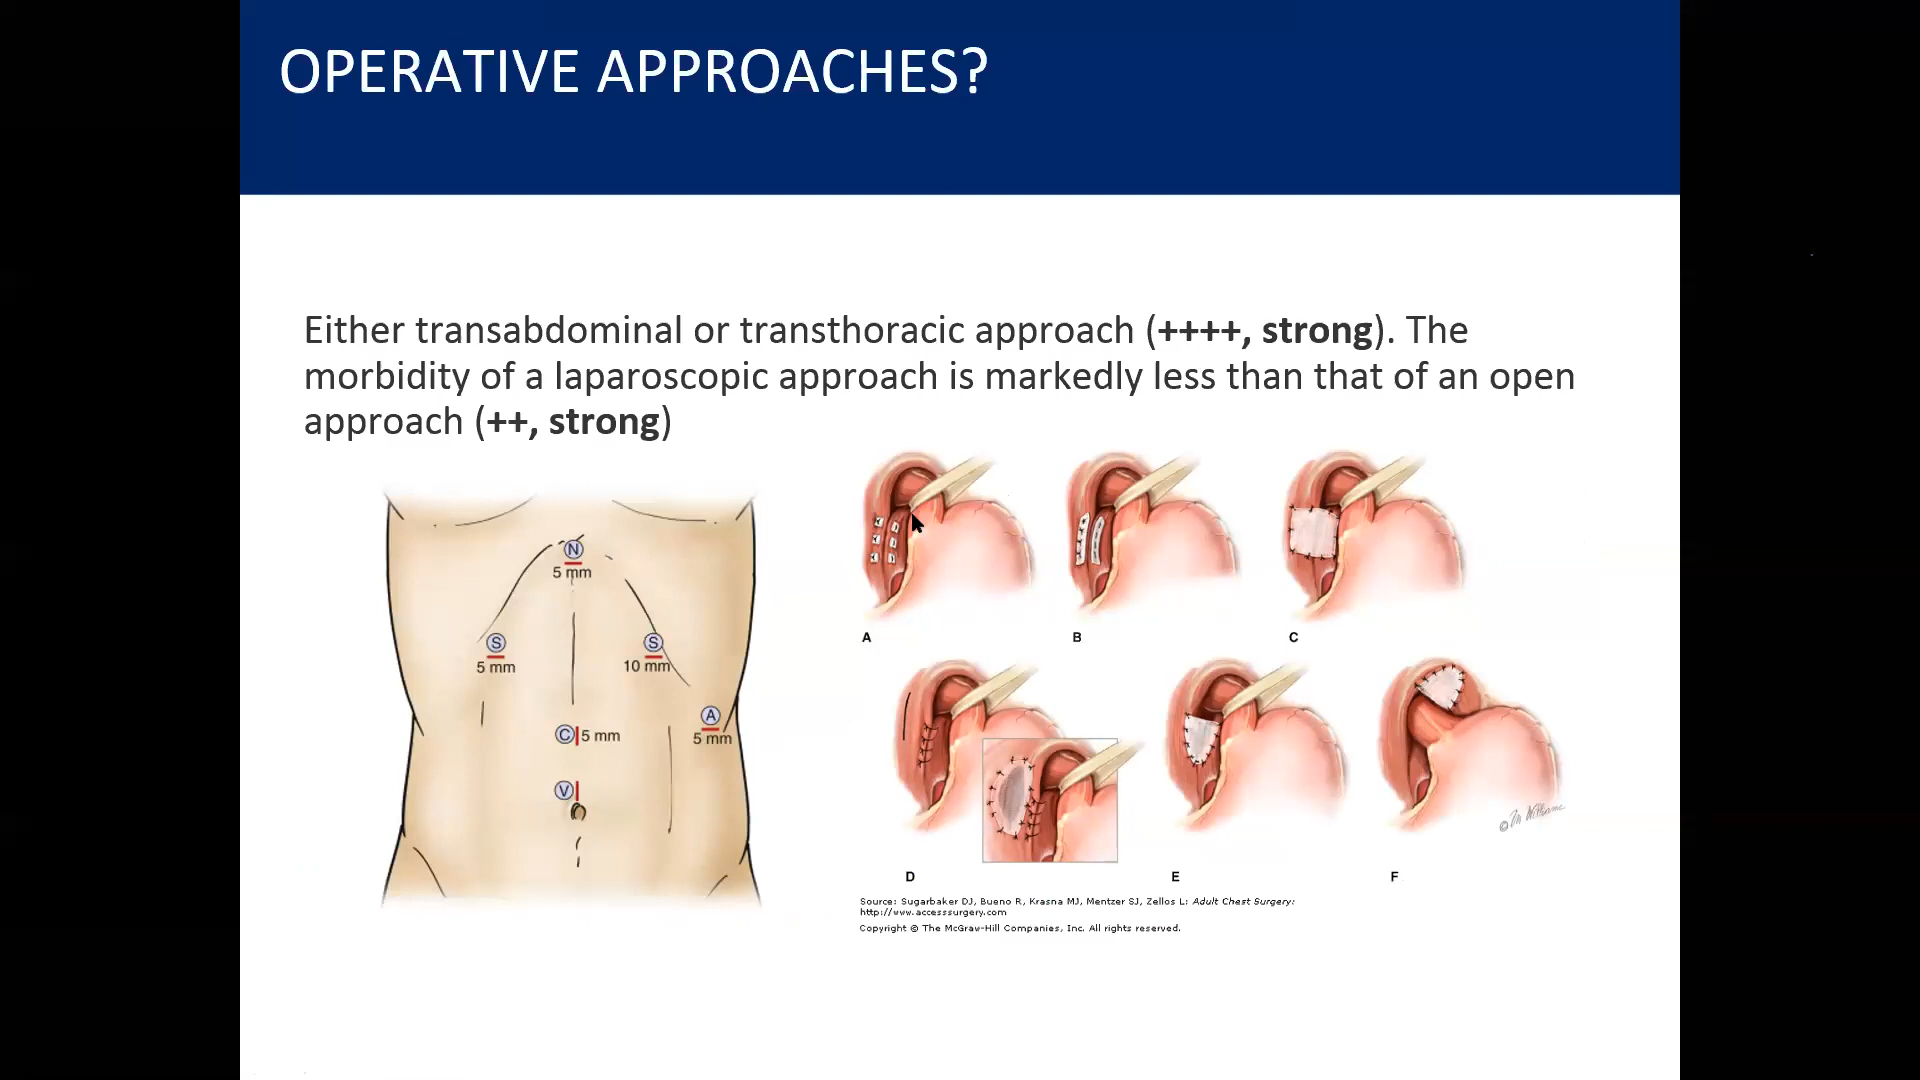 OPERATIVE APPROACHES?
Either transabdominal or transthoracic approach (++++, strong). The
morbidity of a laparoscopic approach is markedly less than that of an open
approach (++, strong)
N
5 mm
S
5 mm
S
10 mm
A
5 mm
C 5 mm
V
A B C
D E F
Source: Sugarbaker DJ, Bueno R, Krasna MJ, Mentzer SJ, Zellos L: Adult Chest Surgery:
http://www.accesssurgery.com
Copyright © The McGraw-Hill Companies, Inc. All rights reserved.